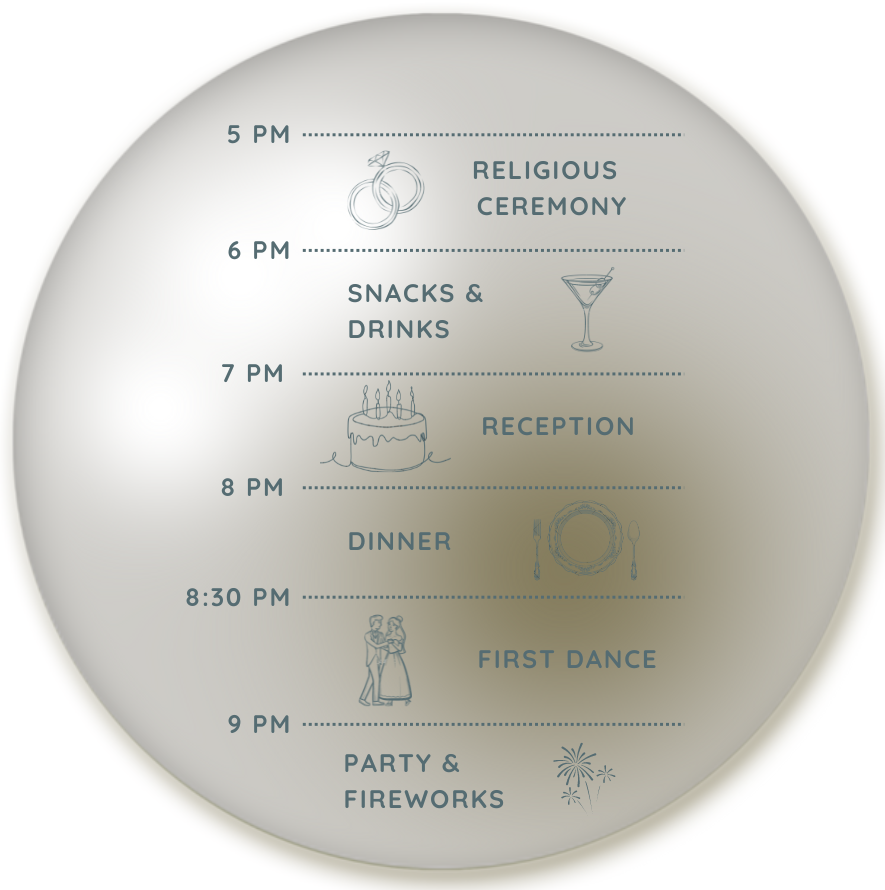 5 PM
RELIGIOUS
CEREMONY
6 PM
SNACKS &
DRINKS
7 PM
RECEPTION
8 PM
DINNER
8:30 PM
FIRST DANCE
9 PM
PARTY &
FIREWORKS